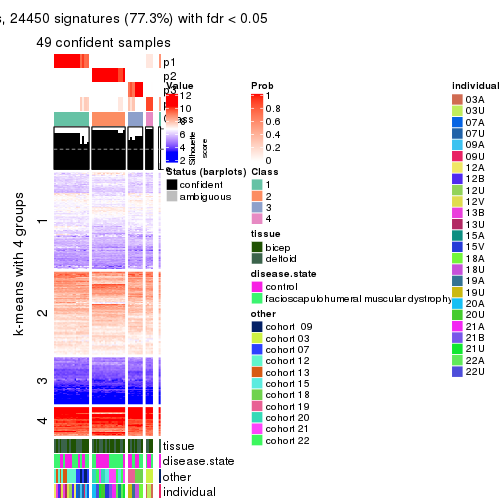 s, 24450 signatures (77.3%) with fdr < 0.05
49 confident samples
p1
p2
p3
Class
k-means with 4 groups
1
2
3
4
tissue
disease.state
other
individual
Value
12
10
8
6
4
2
Silhouette
score
Status (barplots)
confident
ambiguous
Prob
1
0.8
0.6
0.4
0.2
0
Class
1
2
3
4
tissue
bicep
deltoid
disease.state
control
facioscapulohumeral muscular dystrophy
other
cohort 09
cohort 03
cohort 07
cohort 12
cohort 13
cohort 15
cohort 18
cohort 19
cohort 20
cohort 21
cohort 22
individual
03A
03U
07A
07U
09A
09U
12A
12B
12U
12V
13B
13U
15A
15V
18A
18U
19A
19U
20A
20U
21A
21B
21U
22A
22U